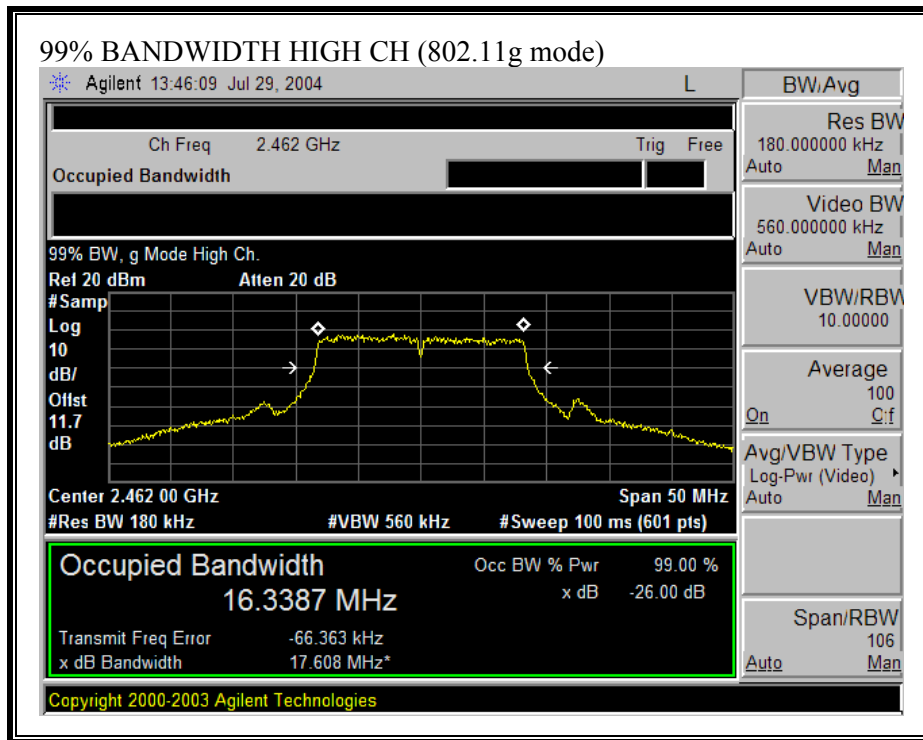 99% BANDWIDTH HIGH CH (802.11g mode)
Agilent 13:46:09 Jul 29, 2004 L
Ch Freq 2.462 GHz Trig Free
Occupied Bandwidth
99% BW, g Mode High Ch.
Ref 20 dBm Atten 20 dB
#Samp
Log
10
dB/
Offst
11.7
dB
Center 2.462 00 GHz Span 50 MHz
#Res BW 180 kHz #VBW 560 kHz #Sweep 100 ms (601 pts)
Occupied Bandwidth Occ BW % Pwr 99.00 %
16.3387 MHz x dB -26.00 dB
Transmit Freq Error -66.363 kHz
x dB Bandwidth 17.608 MHz*
Copyright 2000-2003 Agilent Technologies
BW/Avg
Res BW
180.000000 kHz
Auto Man
Video BW
560.000000 kHz
Auto Man
VBW/RBW
10.00000
Average
100
On Off
Avg/VBW Type
Log-Pwr (Video)
Auto Man
Span/RBW
106
Auto Man